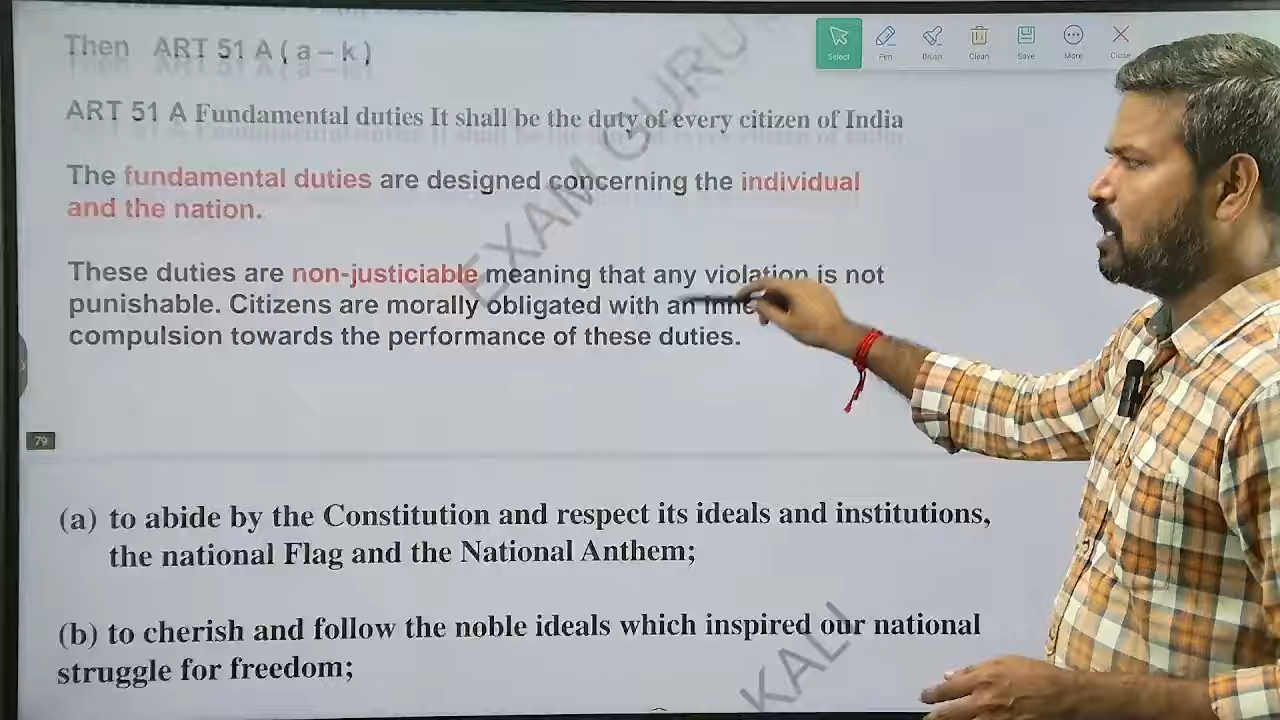 Then ART 51 A ( a – k )
Select Pen Brush Clean Save More Close
ART 51 A Fundamental duties It shall be the duty of every citizen of India
The fundamental duties are designed concerning the individual
and the nation.
These duties are non-justiciable meaning that any violation is not
punishable. Citizens are morally obligated with an
compulsion towards the performance of these duties.
79
(a) to abide by the Constitution and respect its ideals and institutions,
the national Flag and the National Anthem;
(b) to cherish and follow the noble ideals which inspired our national
struggle for freedom;
EXAM GURU
KALI